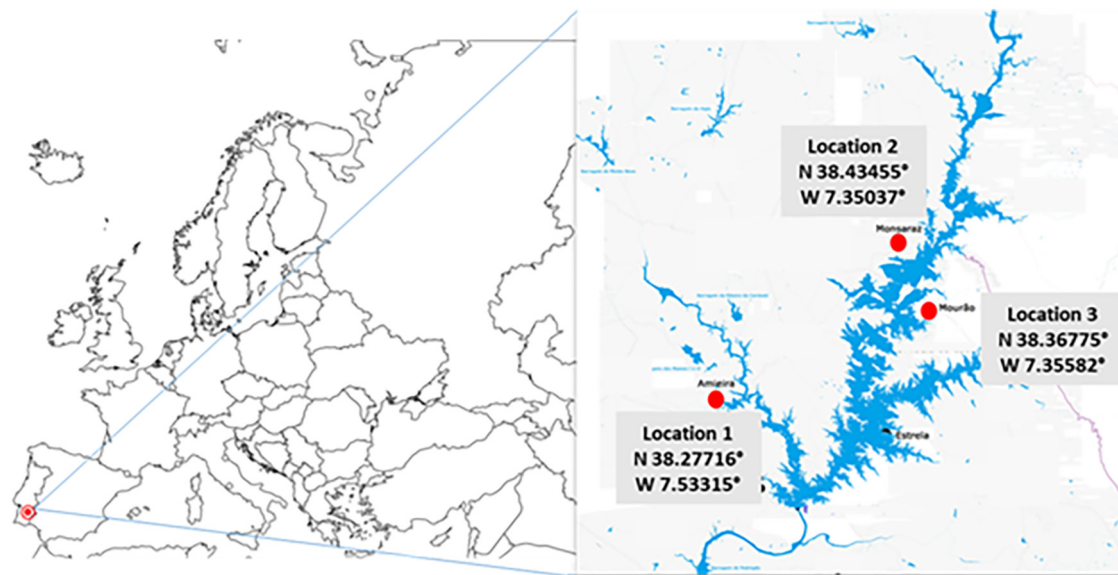 Location 2
N 38.43455°
W 7.35037°
Monsaraz
Mourão
Location 3
N 38.36775°
W 7.35582°
Amieira
Location 1
N 38.27716°
W 7.53315°
Estrela